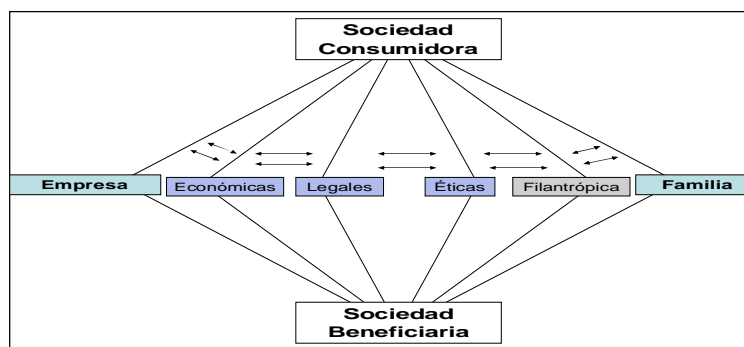 Sociedad
Consumidora
Empresa
Económicas
Legales
Éticas
Filantrópica
Familia
Sociedad
Beneficiaria